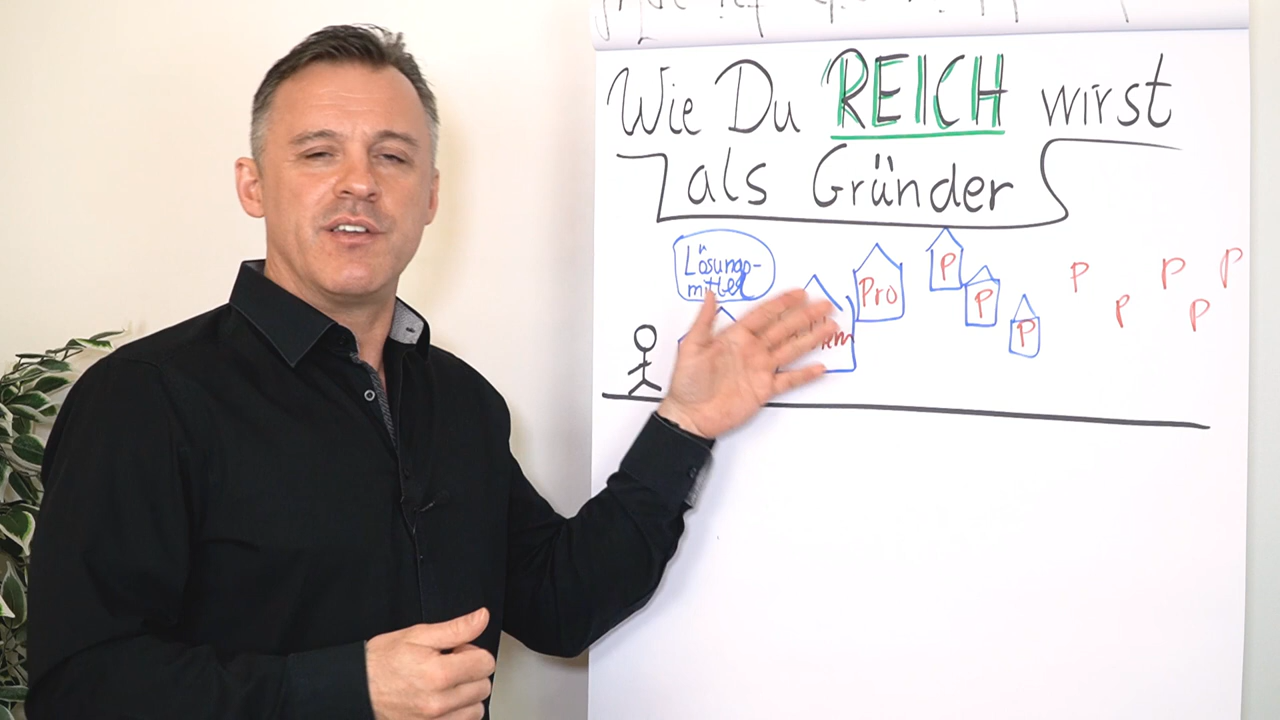 Wie Du REICH wirst
als Gründer
Lösungs-
mittel
Pro
P
P
P
P
P
P
P
P